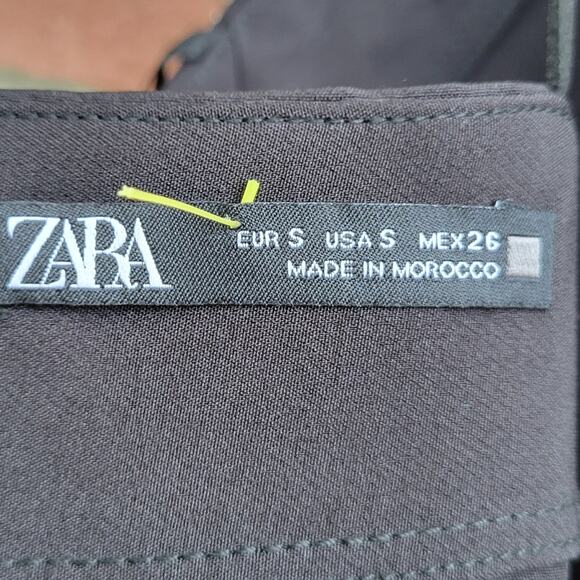 ZARA
EUR S USA S MEX 26
MADE IN MOROCCO